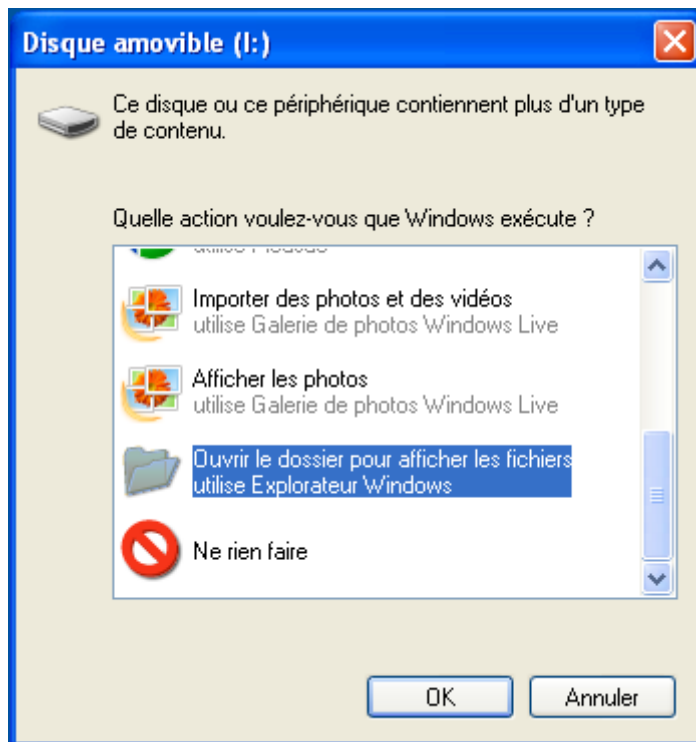 Disque amovible (I:)
Ce disque ou ce périphérique contiennent plus d'un type
de contenu.
Quelle action voulez-vous que Windows exécute ?
Importer des photos et des vidéos
utilise Galerie de photos Windows Live
Afficher les photos
utilise Galerie de photos Windows Live
Ouvrir le dossier pour afficher les fichiers
utilise Explorateur Windows
Ne rien faire
OK
Annuler